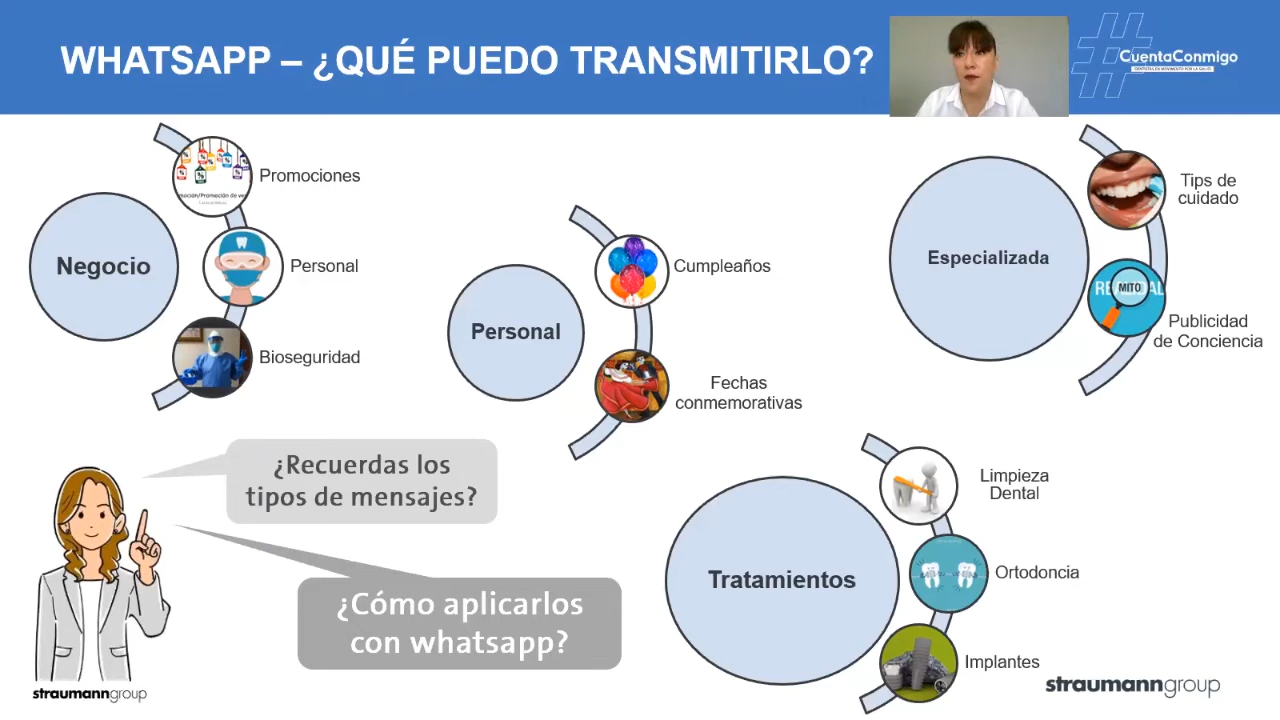 WHATSAPP – ¿QUÉ PUEDO TRANSMITIRLO?
CuentaConmigo
Negocio
Promociones
Personal
Bioseguridad
Personal
Cumpleaños
Fechas
conmemorativas
Especializada
Tips de
cuidado
MITO
Publicidad
de Conciencia
¿Recuerdas los
tipos de mensajes?
¿Cómo aplicarlos
con whatsapp?
Tratamientos
Limpieza
Dental
Ortodoncia
Implantes
straumanngroup
straumanngroup